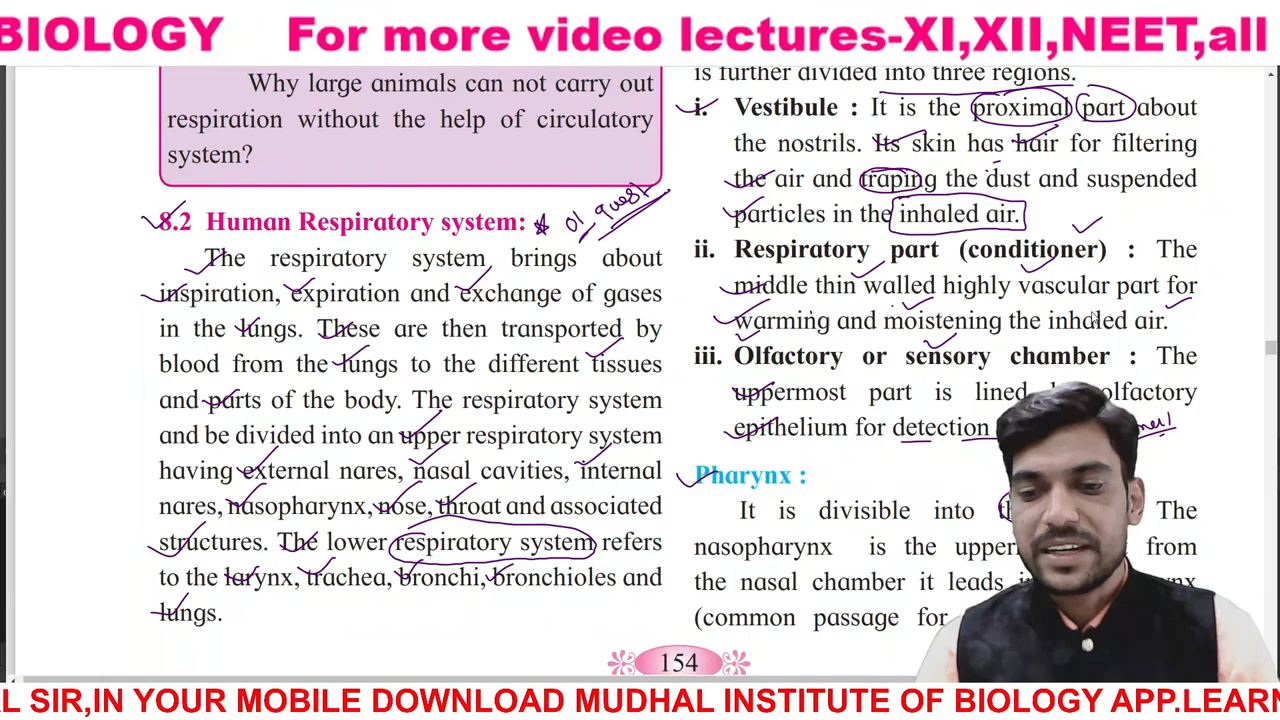 BIOLOGY For more video lectures-XI,XII,NEET,all
Why large animals can not carry out
respiration without the help of circulatory
system?
8.2 Human Respiratory system: * 01 quest
The respiratory system brings about
inspiration, expiration and exchange of gases
in the lungs. These are then transported by
blood from the lungs to the different tissues
and parts of the body. The respiratory system
and be divided into an upper respiratory system
having external nares, nasal cavities, internal
nares, nasopharynx, nose, throat and associated
structures. The lower respiratory system refers
to the larynx, trachea, bronchi, bronchioles and
lungs.
is further divided into three regions.
i. Vestibule : It is the proximal part about
the nostrils. Its skin has hair for filtering
the air and traping the dust and suspended
particles in the inhaled air.
ii. Respiratory part (conditioner) : The
middle thin walled highly vascular part for
warming and moistening the inhaled air.
iii. Olfactory or sensory chamber : The
uppermost part is lined olfactory
epithelium for detection
Pharynx :
It is divisible into The
nasopharynx is the upper from
the nasal chamber it leads
(common passage for
154
AL SIR,IN YOUR MOBILE DOWNLOAD MUDHAL INSTITUTE OF BIOLOGY APP.LEARN